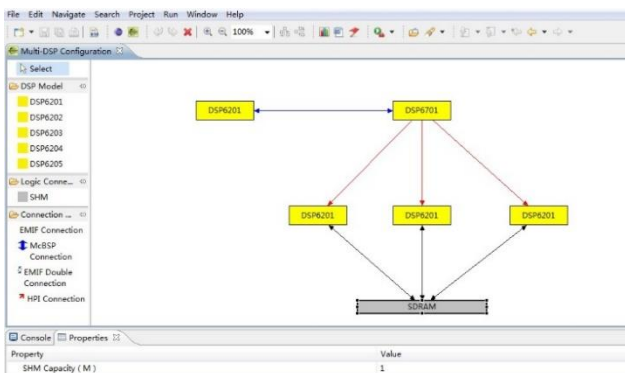 File Edit Navigate Search Project Run Window Help
100%
Multi-DSP Configuration
Select
DSP Model
DSP6201
DSP6202
DSP6203
DSP6204
DSP6205
Logic Conne...
SHM
Connection ...
EMIF Connection
McBSP
Connection
EMIF Double
Connection
HPI Connection
DSP6201 DSP6701
DSP6201 DSP6201 DSP6201
SDRAM
Console Properties
Property Value
SHM Capacity ( M ) 1